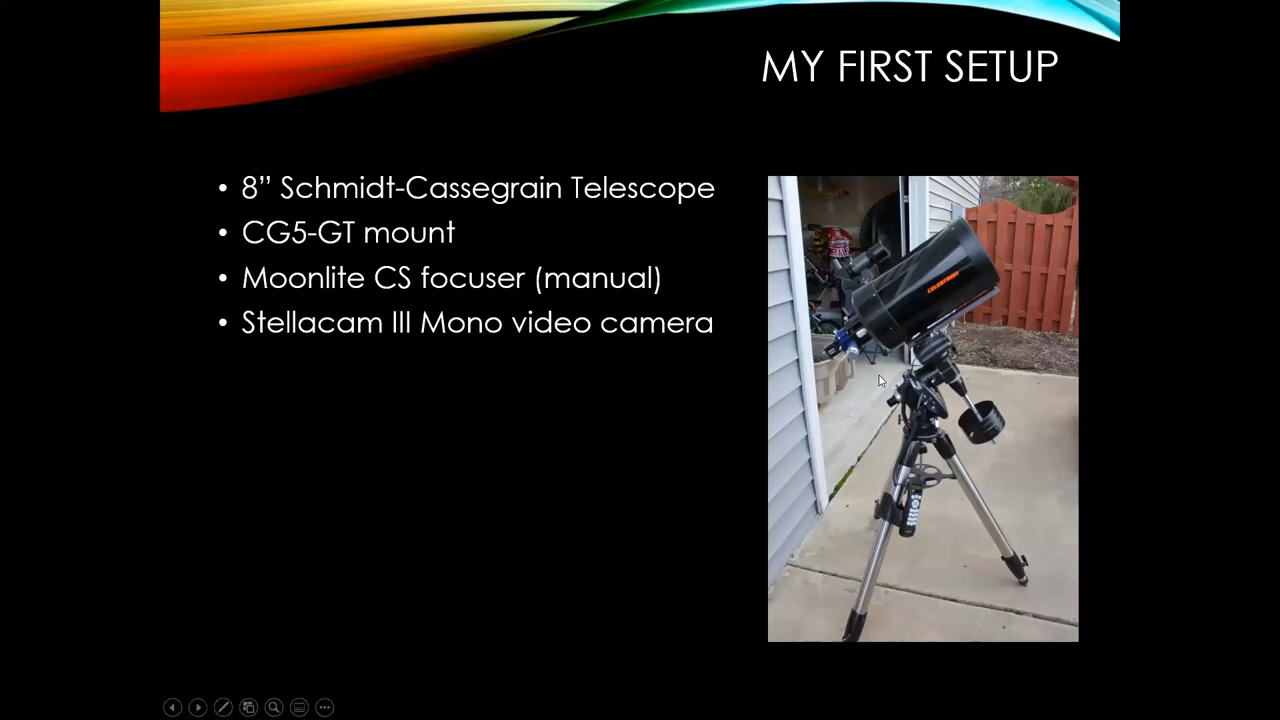 MY FIRST SETUP
• 8” Schmidt-Cassegrain Telescope
• CG5-GT mount
• Moonlite CS focuser (manual)
• Stellacam III Mono video camera
CELESTRON